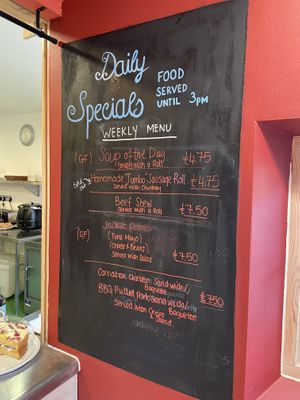 Daily
Specials
FOOD
SERVED
UNTIL 3PM
WEEKLY MENU
(GF) Soup of the Day £4.75
Served with a Roll
Homemade 'Jumbo' Sausage Roll £4.75
Served with Chutney
Beef Stew £7.50
Served with a Roll
(GF) Jacket Potato
(Tuna Mayo)
(Cheese & Beans) £7.50
Served with Salad
Coronation Chicken Sandwich/
Baguette
BBQ Pulled Pork Sandwich/ £7.50
Baguette
Served with Crisps
& Salad